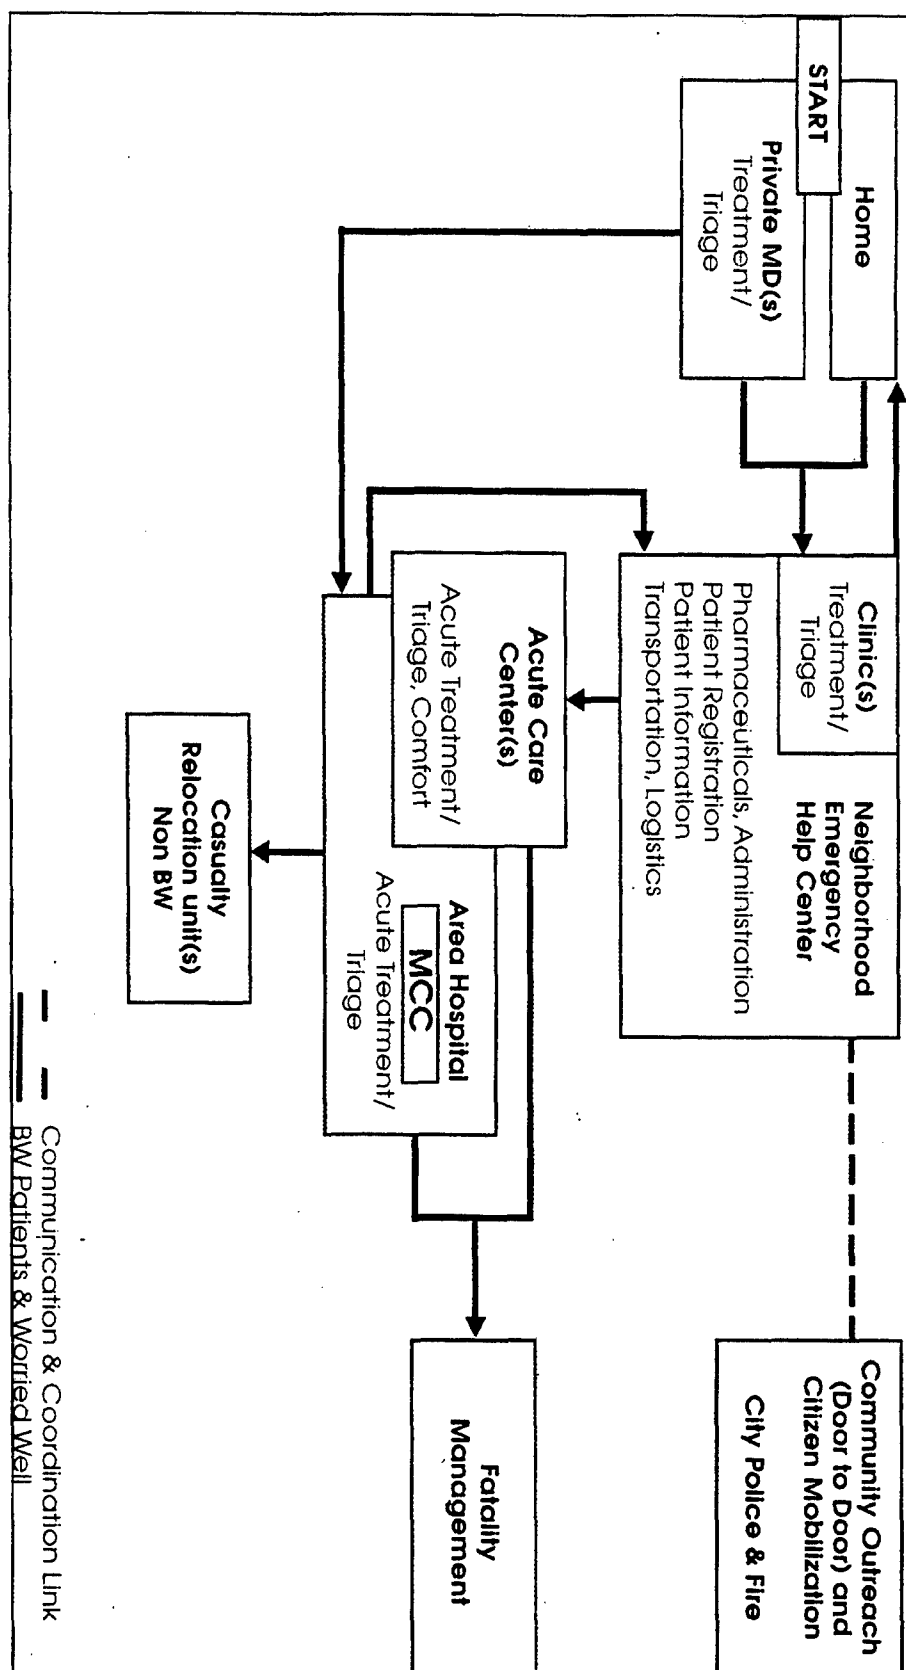 START
Home
Private MD(s)
Treatment/
Triage
Clinic(s)
Treatment/
Triage
Neighborhood
Emergency
Help Center
Pharmaceuticals, Administration
Patient Registration
Patient Information
Transportation, Logistics
Community Outreach
(Door to Door) and
Citizen Mobilization
City Police & Fire
Acute Care
Center(s)
Acute Treatment/
Triage, Comfort
Area Hospital
MCC
Acute Treatment/
Triage
Fatality
Management
Casualty
Relocation unit(s)
Non BW
Communication & Coordination Link
BW Patients & Worried Well